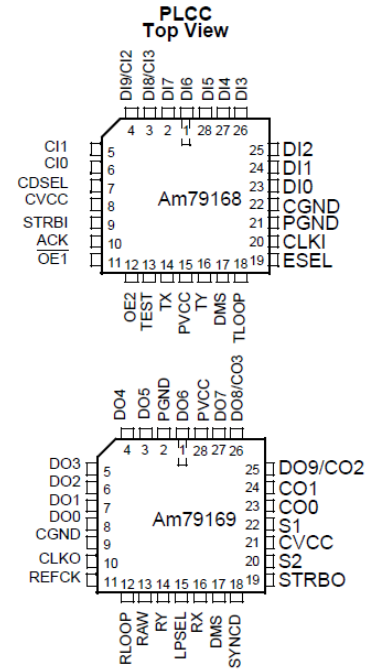 PLCC
Top View
DI9/CI2
DI8/CI3
DI7
DI6
DI5
DI4
DI3
4 3 2 1 28 27 26
CI1 5
CI0 6
CDSEL 7
CVCC 8
STRBI 9
ACK 10
OE1 11
Am79168
25 DI2
24 DI1
23 DI0
22 CGND
21 PGND
20 CLKI
19 ESEL
12 13 14 15 16 17 18
OE2
TEST
TX
PVCC
TY
DMS
TLOOP
DO4
DO5
PGND
DO6
PVCC
DO7
DO8/CO3
4 3 2 1 28 27 26
DO3 5
DO2 6
DO1 7
DO0 8
CGND 9
CLKO 10
REFCK 11
Am79169
25 DO9/CO2
24 CO1
23 CO0
22 S1
21 CVCC
20 S2
19 STRBO
12 13 14 15 16 17 18
RLOOP
RAW
RY
LPSEL
RX
DMS
SYNCD